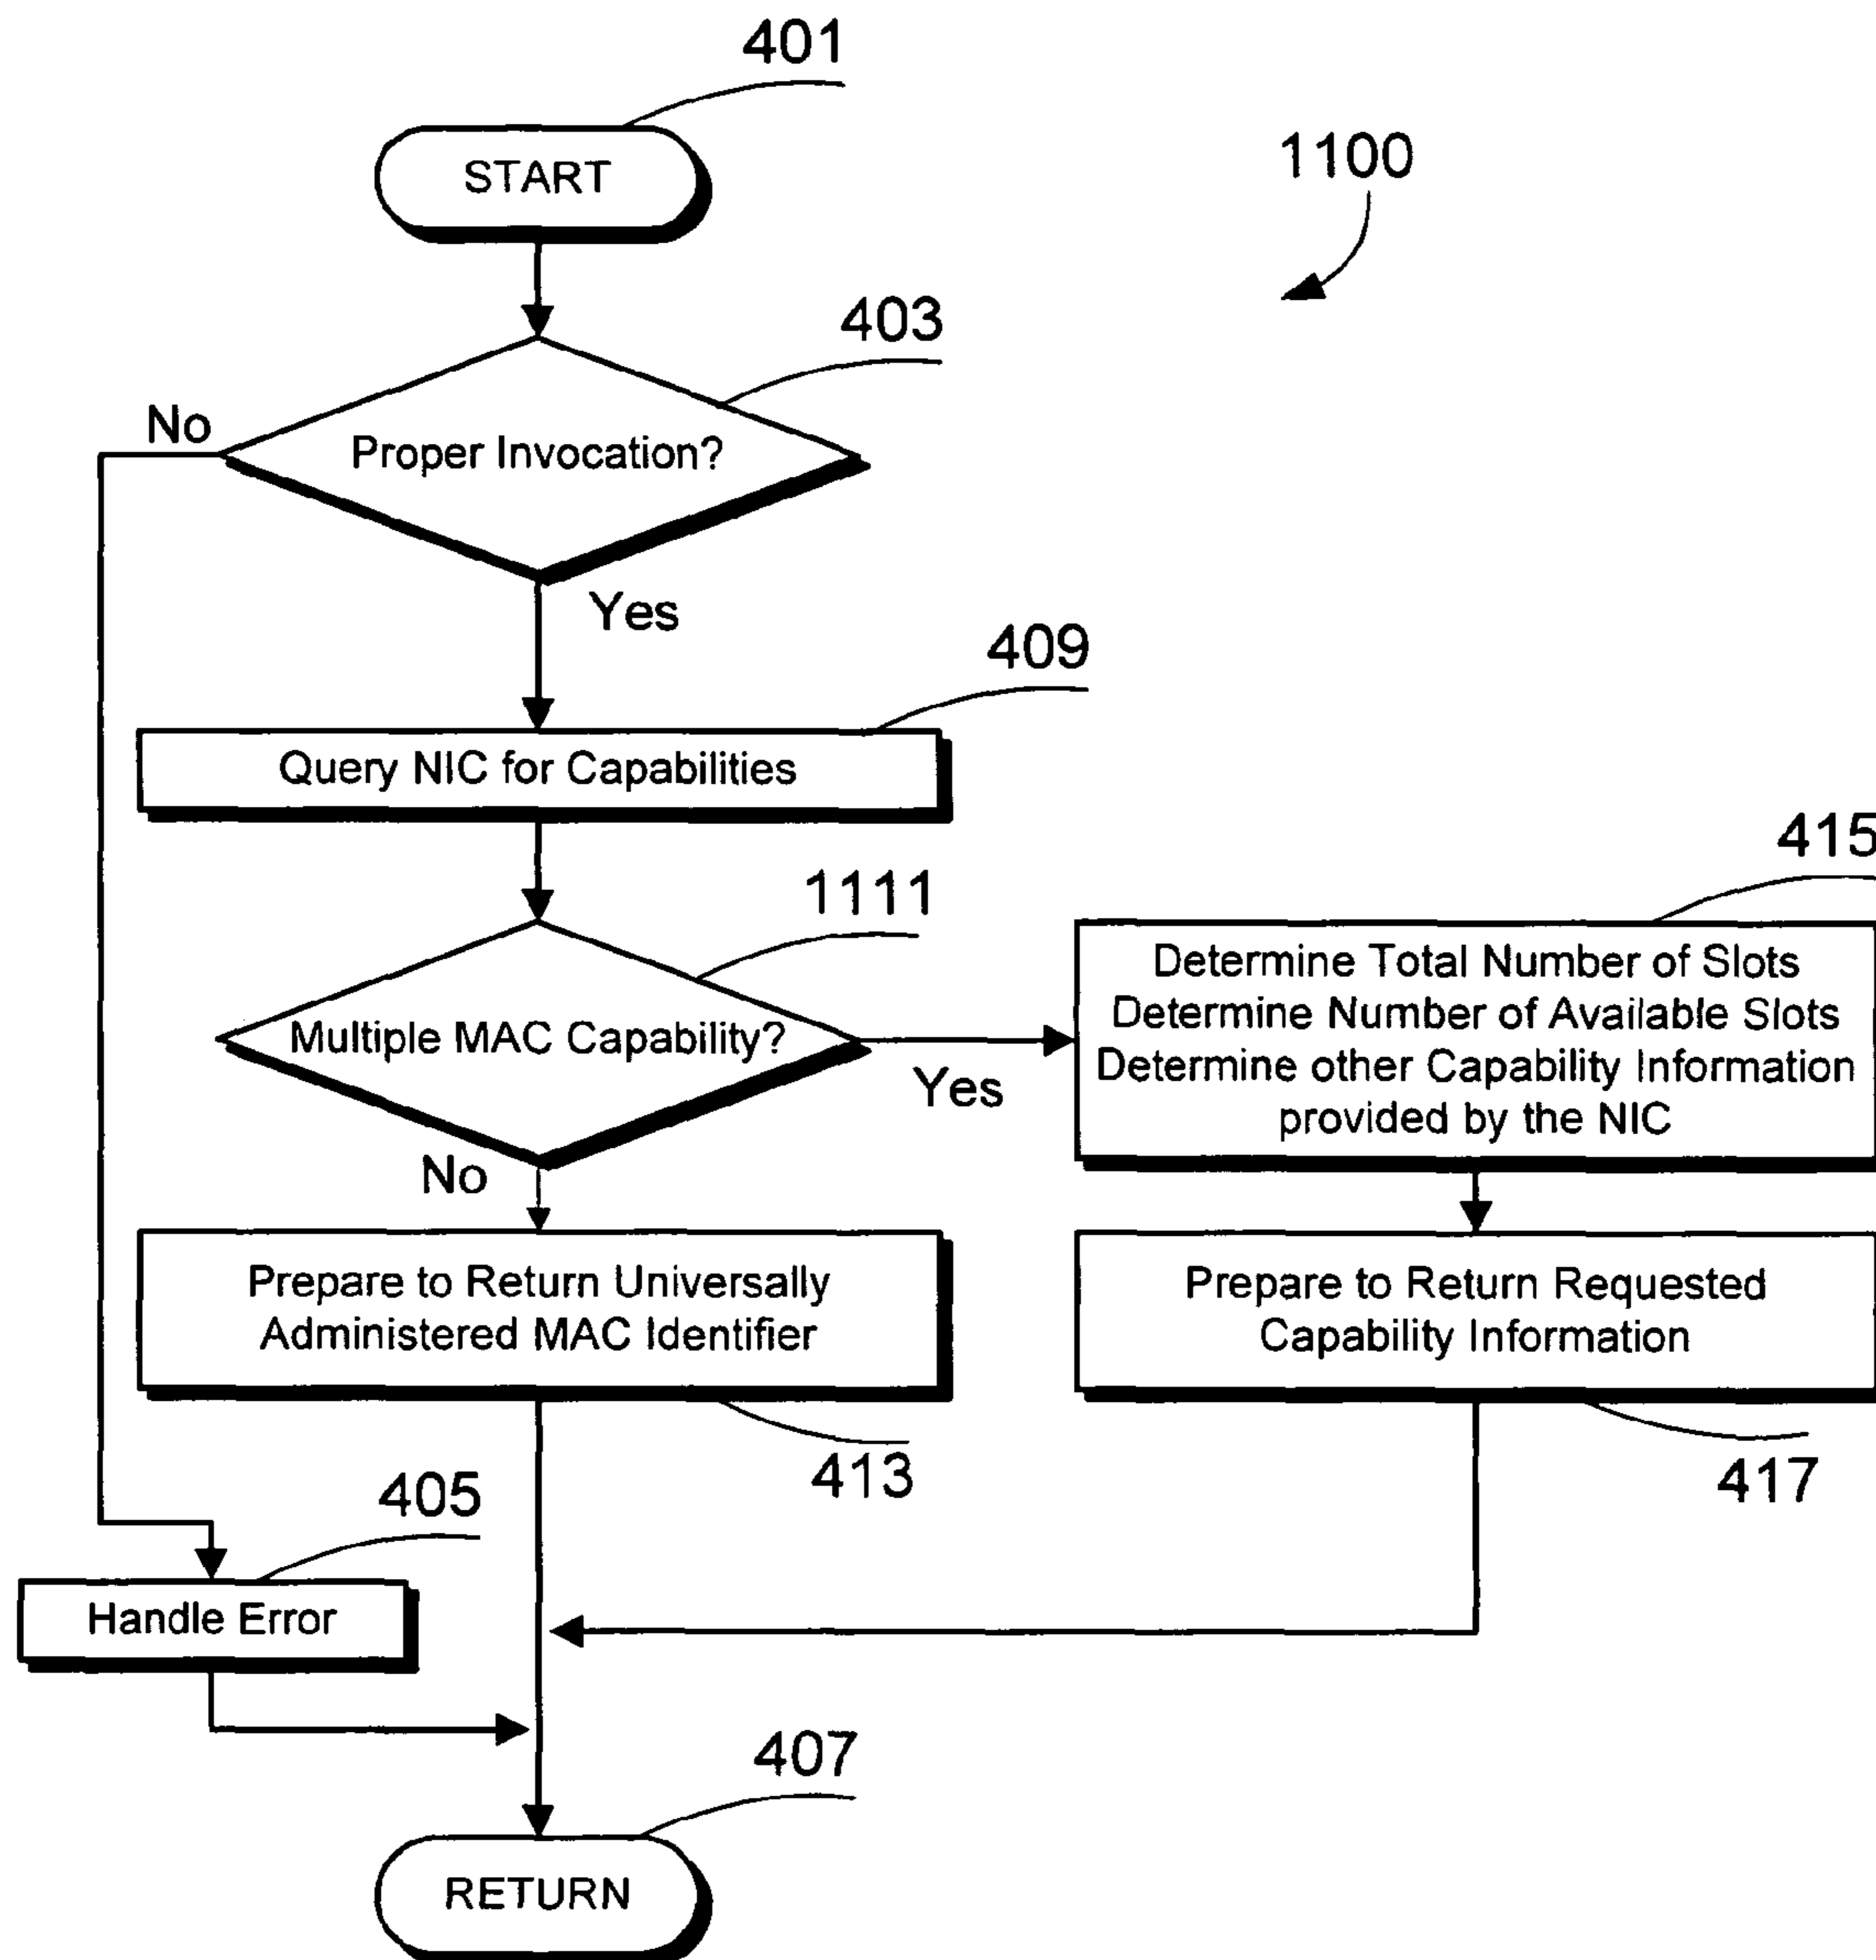 401
START
1100
403
No
Proper Invocation?
Yes
409
Query NIC for Capabilities
415
1111
Determine Total Number of Slots
Determine Number of Available Slots
Determine other Capability Information
provided by the NIC
Multiple MAC Capability?
Yes
No
Prepare to Return Universally
Administered MAC Identifier
Prepare to Return Requested
Capability Information
413
417
405
Handle Error
407
RETURN